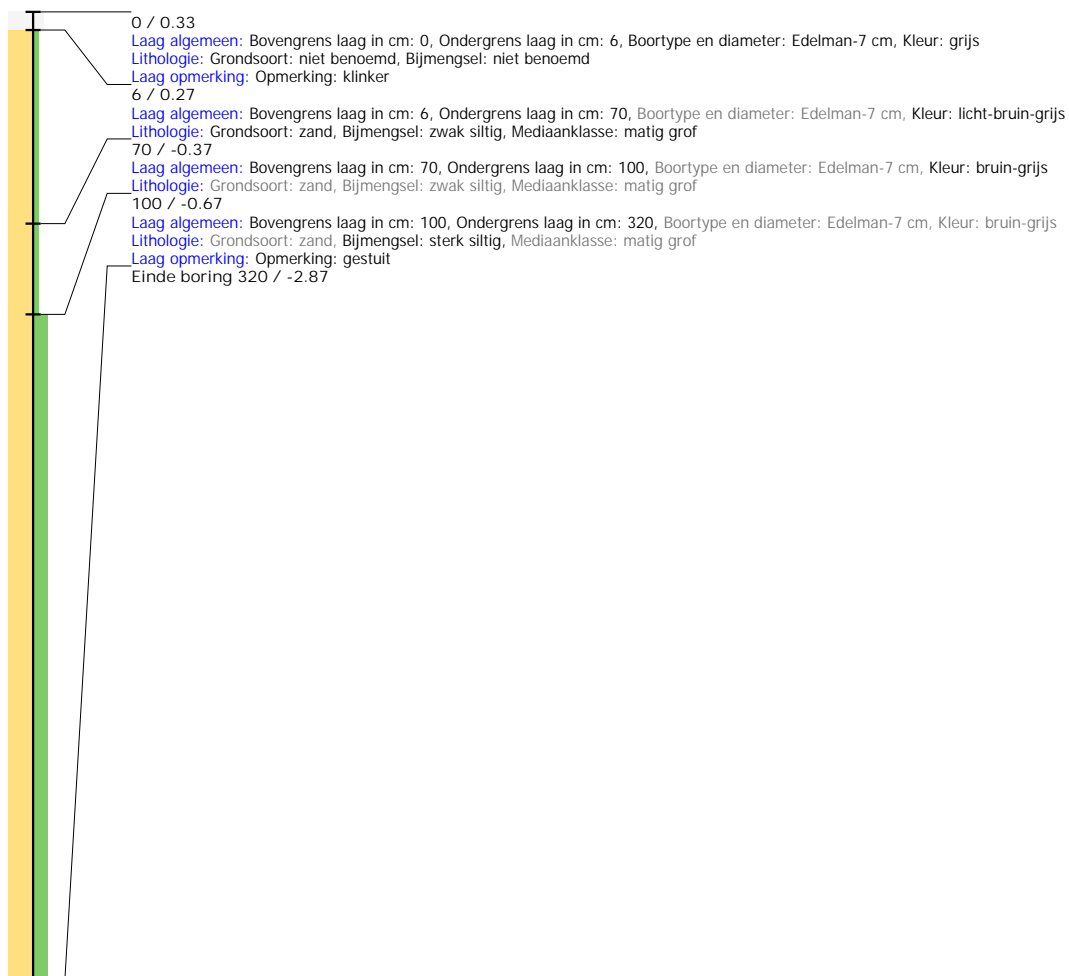 0 / 0.33
Laag algemeen: Bovengrens laag in cm: 0, Ondergrens laag in cm: 6, Boortype en diameter: Edelman-7 cm, Kleur: grijs
Lithologie: Grondsoort: niet benoemd, Bijmengsel: niet benoemd
Laag opmerking: Opmerking: klinker
6 / 0.27
Laag algemeen: Bovengrens laag in cm: 6, Ondergrens laag in cm: 70, Boortype en diameter: Edelman-7 cm, Kleur: licht-bruin-grijs
Lithologie: Grondsoort: zand, Bijmengsel: zwak siltig, Mediaanklasse: matig grof
70 / -0.37
Laag algemeen: Bovengrens laag in cm: 70, Ondergrens laag in cm: 100, Boortype en diameter: Edelman-7 cm, Kleur: bruin-grijs
Lithologie: Grondsoort: zand, Bijmengsel: zwak siltig, Mediaanklasse: matig grof
100 / -0.67
Laag algemeen: Bovengrens laag in cm: 100, Ondergrens laag in cm: 320, Boortype en diameter: Edelman-7 cm, Kleur: bruin-grijs
Lithologie: Grondsoort: zand, Bijmengsel: sterk siltig, Mediaanklasse: matig grof
Laag opmerking: Opmerking: gestuit
Einde boring 320 / -2.87